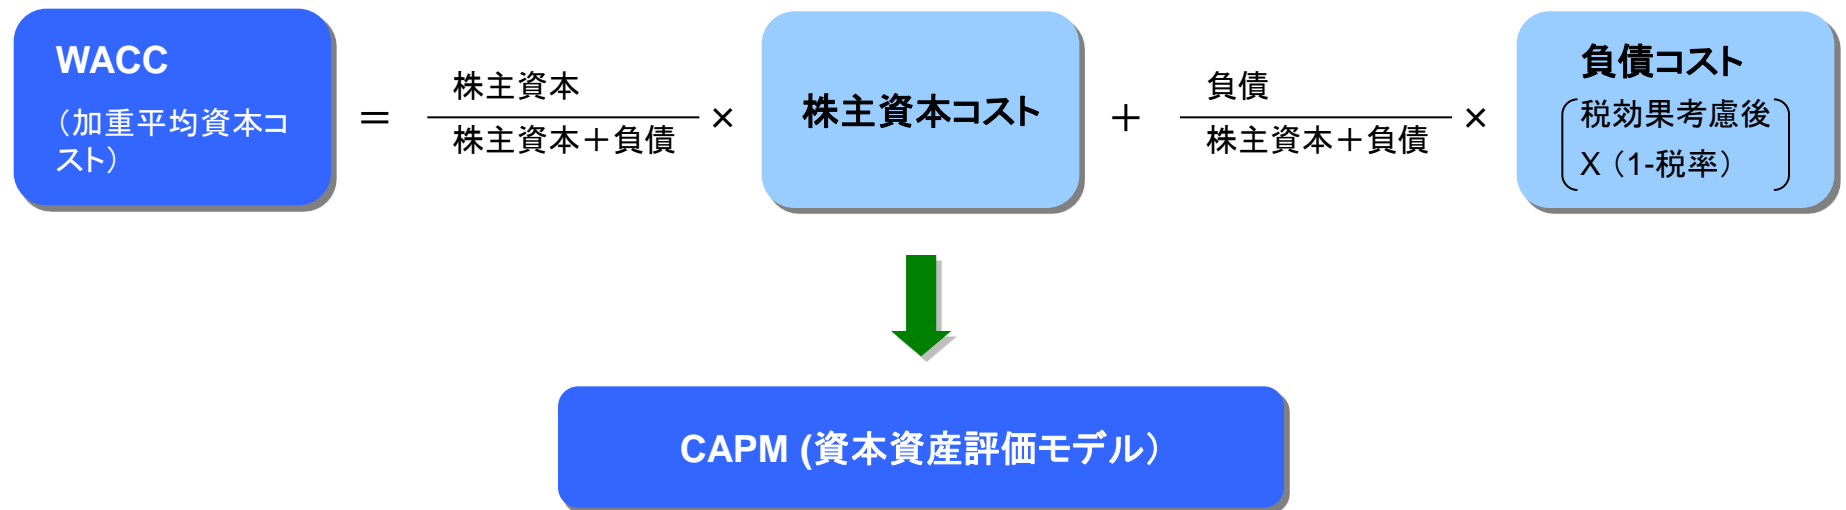 WACC
（加重平均資本コ
スト）
＝
株主資本
株主資本＋負債
×
株主資本コスト
＋
負債
株主資本＋負債
×
負債コスト
税効果考慮後
X（1-税率）
CAPM (資本資産評価モデル）